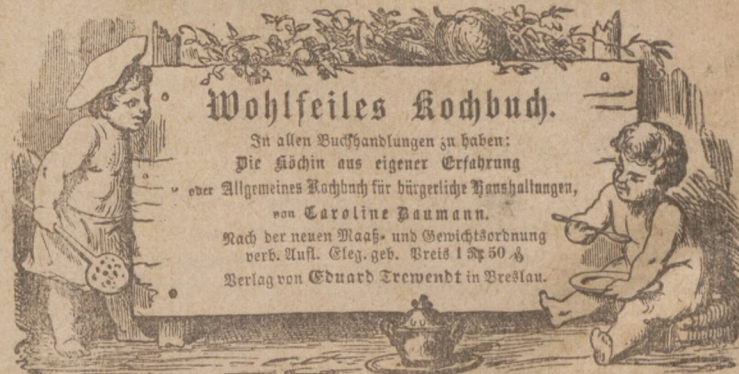 Wohlfeiles Kochbuch.
In allen Buchhandlungen zu haben:
Die Köchin aus eigener Erfahrung
oder Allgemeines Kochbuch für bürgerliche Haushaltungen,
von Caroline Baumann.
Nach der neuen Maaß- und Gewichtsordnung
verb. Aufl. Eleg. geb. Preis 1 M 50 ₰
Verlag von Eduard Trewendt in Breslau.